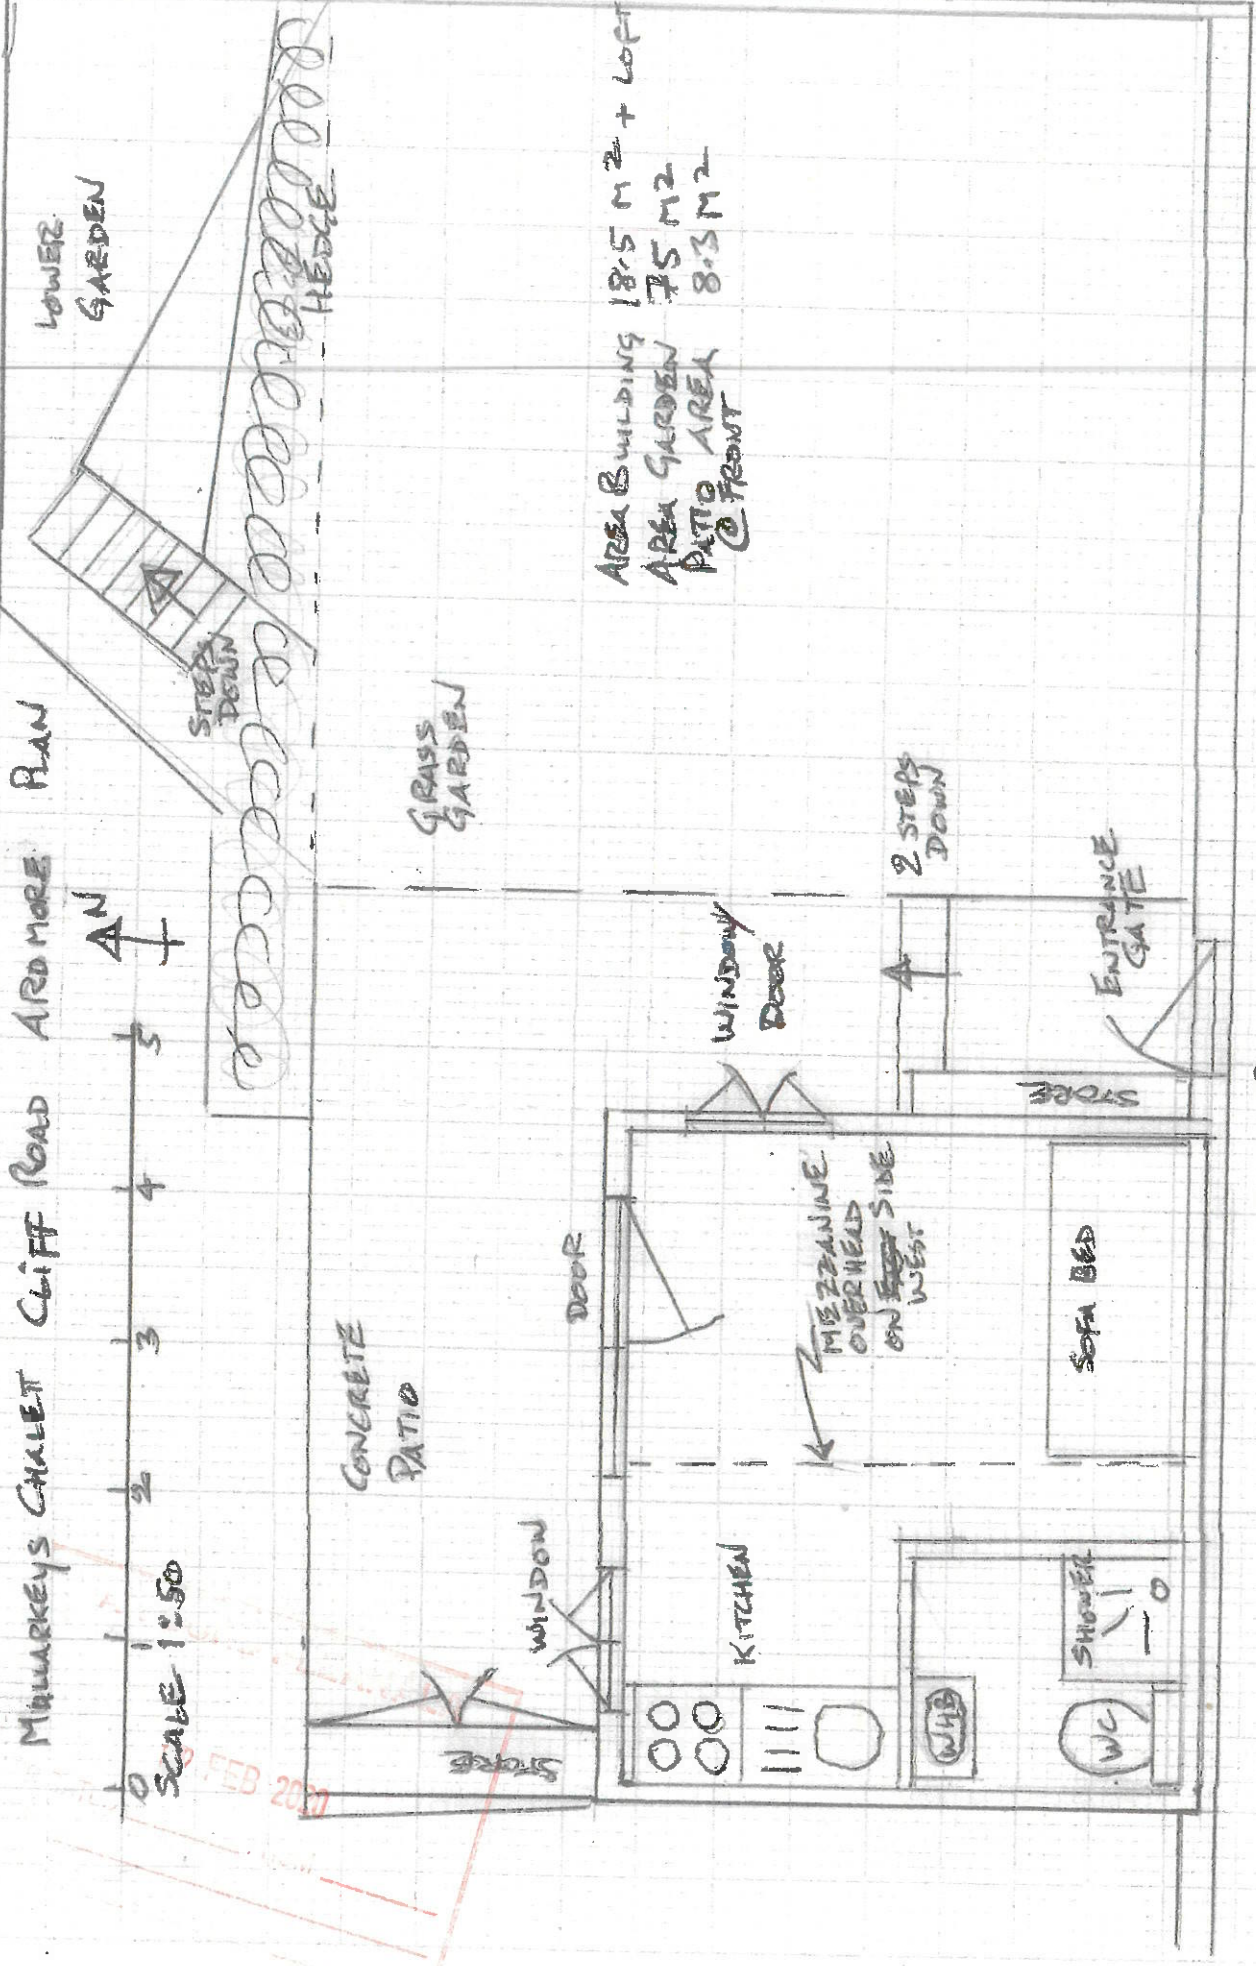 MULLARKEYS CHALET CLIFF ROAD ARDMORE PLAN
0 1 2 3 4 5
SCALE 1:50
N
LOWER
GARDEN
STEPS
DOWN
HEDGE
GRASS
GARDEN
CONCRETE
PATIO
STORE
WINDOW
DOOR
WINDOW/
DOOR
AREA BUILDING 18.5 M2 + LOFT
AREA GARDEN 75 M2
PATIO AREA 8.3 M2
@ FRONT
KITCHEN
MEZZANINE
OVERHEAD
ON SIDE
WEST
2 STEPS
DOWN
WHB
WC
SHOWER
SOFA BED
STORE
ENTRANCE
GATE
FEB 2020